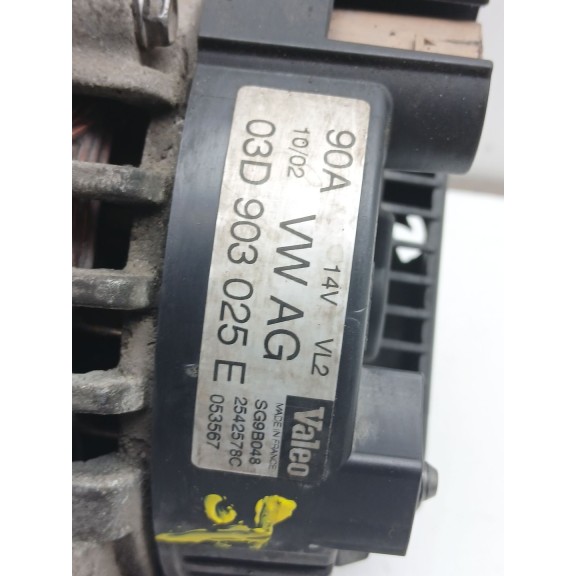 90A 14V VL2
10/02 VW AG
03D 903 025 E
Valeo
MADE IN FRANCE
SG9B048
2542578C
053567